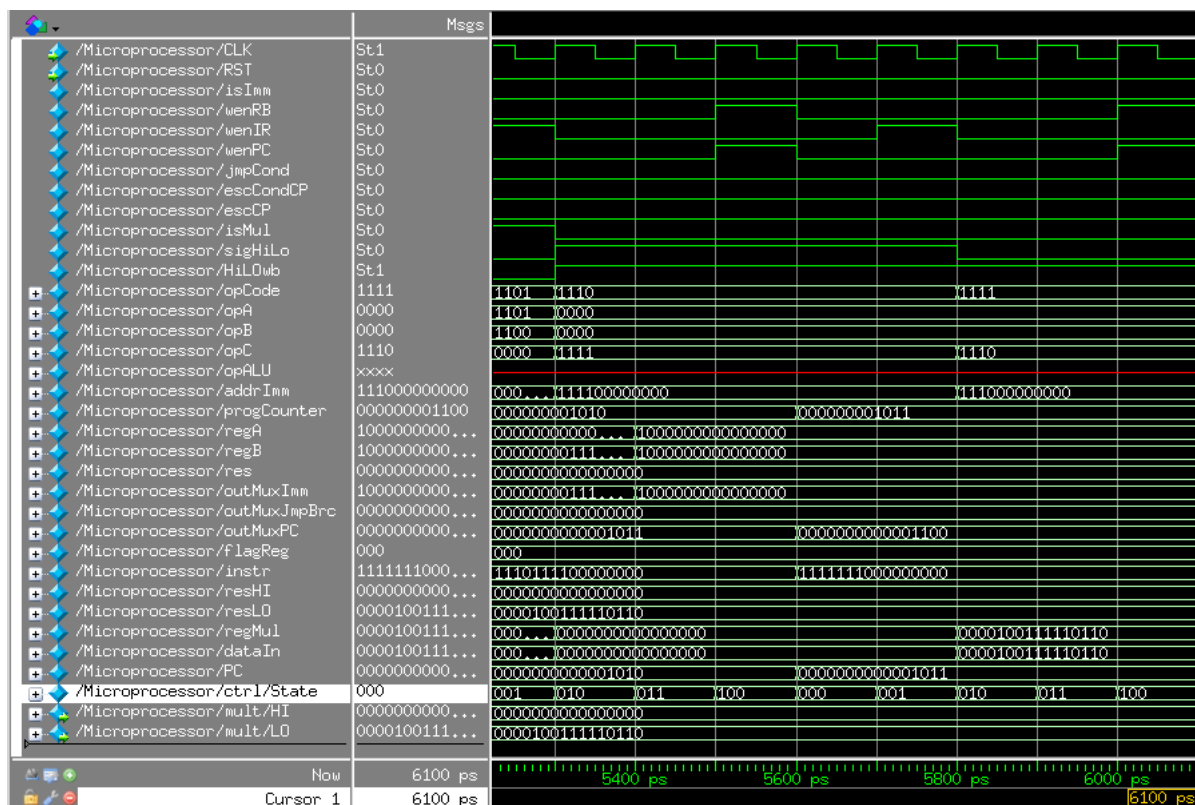 Msgs
/Microprocessor/CLK St1
/Microprocessor/RST St0
/Microprocessor/isImm St0
/Microprocessor/wenRB St0
/Microprocessor/wenIR St0
/Microprocessor/wenPC St0
/Microprocessor/jmpCond St0
/Microprocessor/escCondCP St0
/Microprocessor/escCP St0
/Microprocessor/isMul St0
/Microprocessor/sigHiLo St0
/Microprocessor/HiLOwb St1
/Microprocessor/opCode 1111 1101 1110 1111
/Microprocessor/opA 0000 1101 0000
/Microprocessor/opB 0000 1100 0000
/Microprocessor/opC 1110 0000 1111 1110
/Microprocessor/opALU xxxx
/Microprocessor/addrImm 111000000000 000... 111100000000 111000000000
/Microprocessor/progCounter 000000001100 000000001010 000000001011
/Microprocessor/regA 1000000000... 00000000000... 1000000000000000
/Microprocessor/regB 1000000000... 00000000111... 1000000000000000
/Microprocessor/res 0000000000... 0000000000000000
/Microprocessor/outMuxImm 1000000000... 00000000111... 1000000000000000
/Microprocessor/outMuxJmpBrc 0000000000... 0000000000000000
/Microprocessor/outMuxPC 0000000000... 0000000000001011 0000000000001100
/Microprocessor/flagReg 000 000
/Microprocessor/instr 1111111000... 1110111100000000 1111111000000000
/Microprocessor/resHI 0000000000... 0000000000000000
/Microprocessor/resLO 0000100111... 0000100111110110
/Microprocessor/regMul 0000100111... 000... 0000000000000000 0000100111110110
/Microprocessor/dataIn 0000100111... 000... 0000000000000000 0000100111110110
/Microprocessor/PC 0000000000... 0000000000001010 0000000000001011
/Microprocessor/ctrl/State 000 001 010 011 100 000 001 010 011 100
/Microprocessor/mult/HI 0000000000... 0000000000000000
/Microprocessor/mult/LO 0000100111... 0000100111110110
Now 6100 ps 5400 ps 5600 ps 5800 ps 6000 ps
Cursor 1 6100 ps 6100 ps